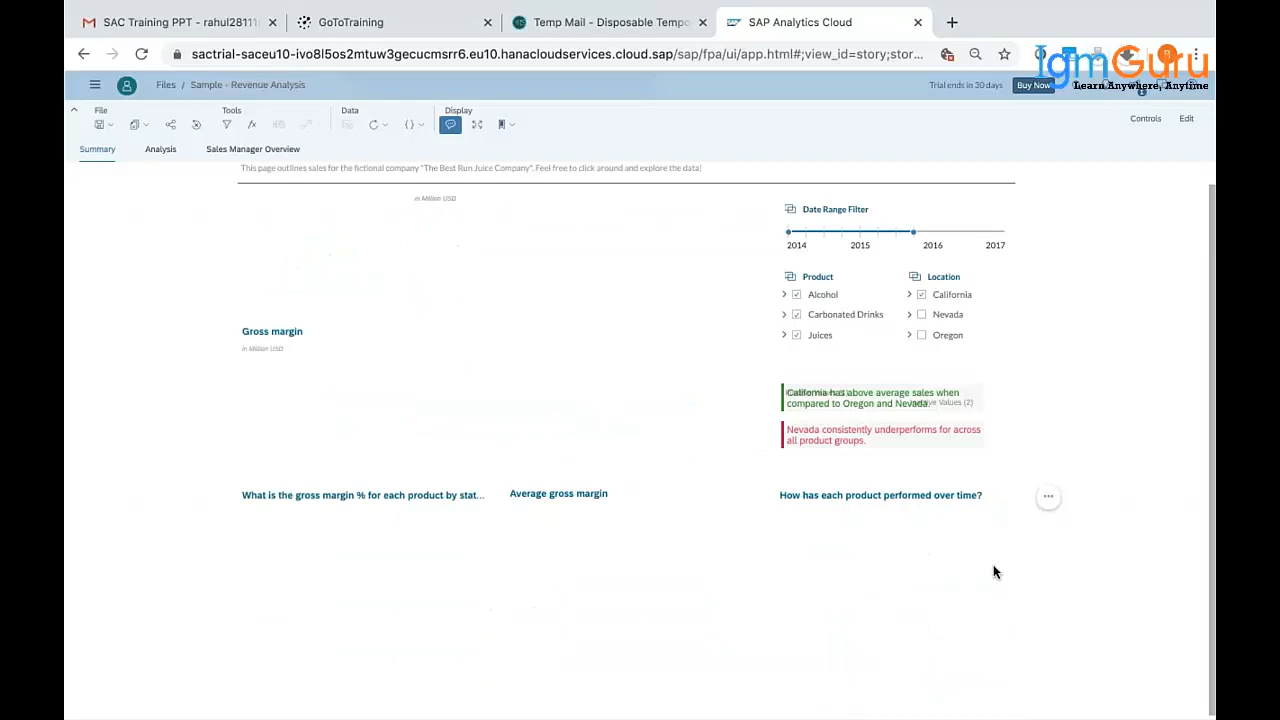 SAC Training PPT - rahul28111
GoToTraining
Temp Mail - Disposable Tempo
SAP Analytics Cloud
sactrial-saceu10-ivo8l5os2mtuw3gecucmsrr6.eu10.hanacloudservices.cloud.sap/sap/fpa/ui/app.html#;view_id=story;stor...
IgmGuru
Learn Anywhere, Anytime
Files / Sample - Revenue Analysis
Trial ends in 30 days
Buy Now
File
Tools
Data
Display
Controls
Edit
Summary
Analysis
Sales Manager Overview
This page outlines sales for the fictional company "The Best Run Juice Company". Feel free to click around and explore the data!
in Million USD
Date Range Filter
2014 2015 2016 2017
Product
Location
Alcohol
California
Carbonated Drinks
Nevada
Juices
Oregon
Gross margin
in Million USD
California has above average sales when
compared to Oregon and Nevada.
Values (2)
Nevada consistently underperforms for across
all product groups.
What is the gross margin % for each product by stat...
Average gross margin
How has each product performed over time?